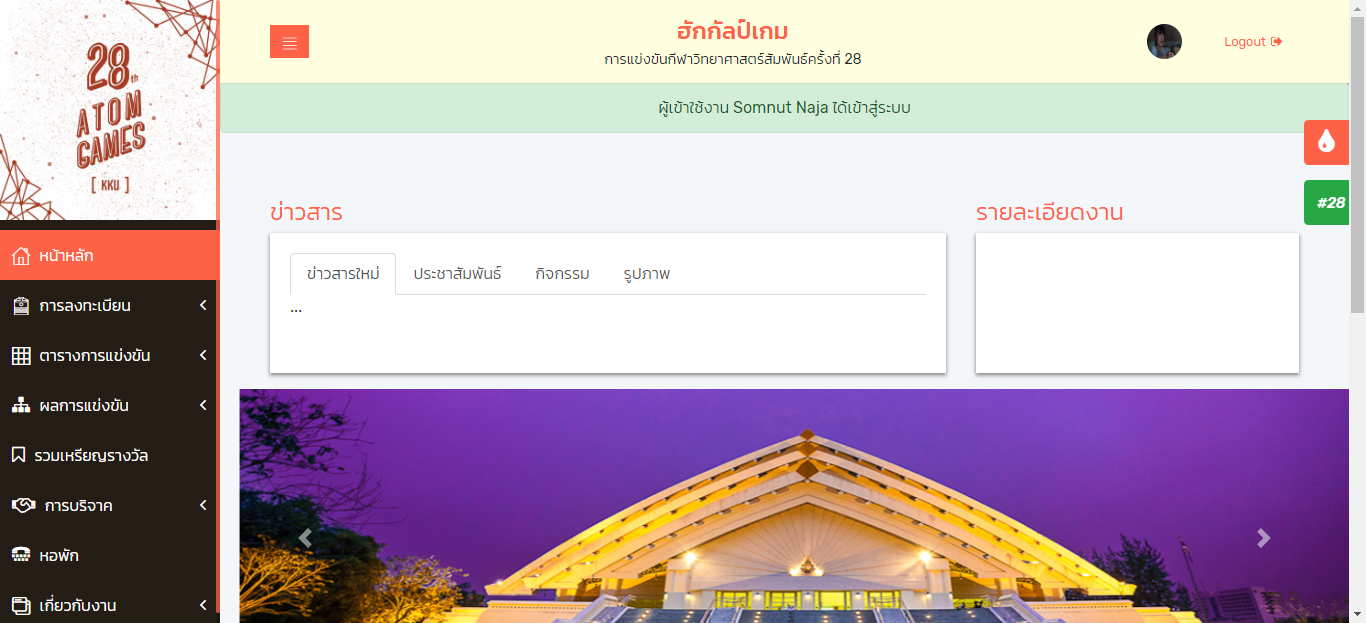 28th
ATOM
GAMES
[ KKU ]
หน้าหลัก
การลงทะเบียน
ตารางการแข่งขัน
ผลการแข่งขัน
รวมเหรียญรางวัล
การบริจาค
หอพัก
เกี่ยวกับงาน
ฮักกัลป์เกม
การแข่งขันกีฬาวิทยาศาสตร์สัมพันธ์ครั้งที่ 28
Logout
ผู้เข้าใช้งาน Somnut Naja ได้เข้าสู่ระบบ
#28
ข่าวสาร
ข่าวสารใหม่ ประชาสัมพันธ์ กิจกรรม รูปภาพ
...
รายละเอียดงาน